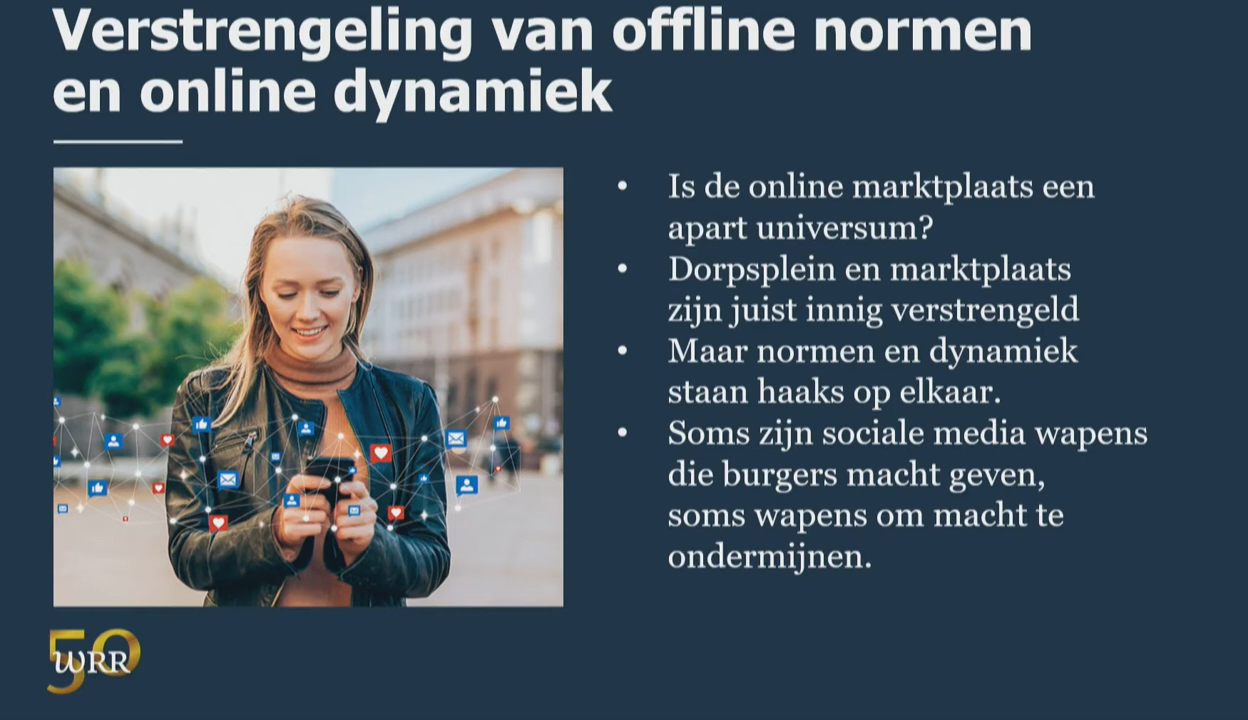 Verstrengeling van offline normen
en online dynamiek
• Is de online marktplaats een
apart universum?
• Dorpsplein en marktplaats
zijn juist innig verstrengeld
• Maar normen en dynamiek
staan haaks op elkaar.
• Soms zijn sociale media wapens
die burgers macht geven,
soms wapens om macht te
ondermijnen.
50
WRR